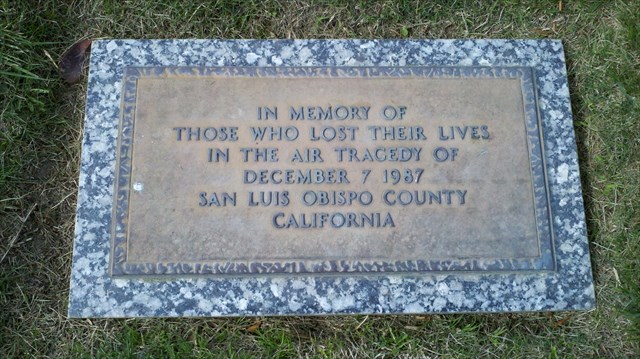 IN MEMORY OF
THOSE WHO LOST THEIR LIVES
IN THE AIR TRAGEDY OF
DECEMBER 7 1987
SAN LUIS OBISPO COUNTY
CALIFORNIA